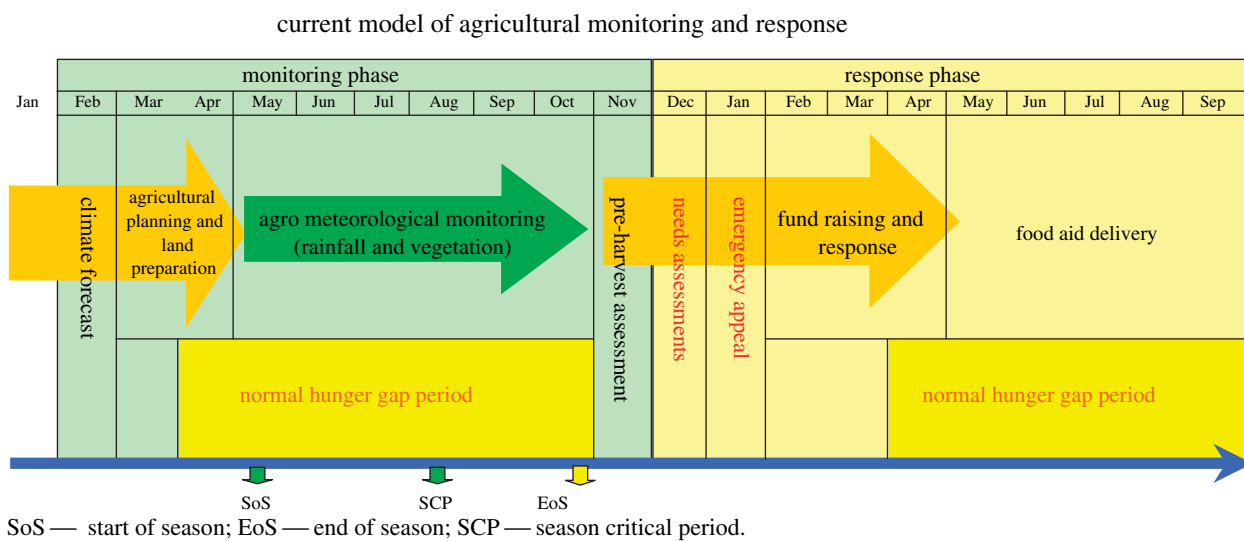 current model of agricultural monitoring and response
monitoring phase
response phase
Jan Feb Mar Apr May Jun Jul Aug Sep Oct Nov Dec Jan Feb Mar Apr May Jun Jul Aug Sep
climate forecast
agricultural
planning and
land
preparation
agro meteorological monitoring
(rainfall and vegetation)
pre-harvest assessment
needs assessments
emergency appeal
fund raising and
response
food aid delivery
normal hunger gap period
normal hunger gap period
SoS
SCP
EoS
SoS — start of season; EoS — end of season; SCP — season critical period.